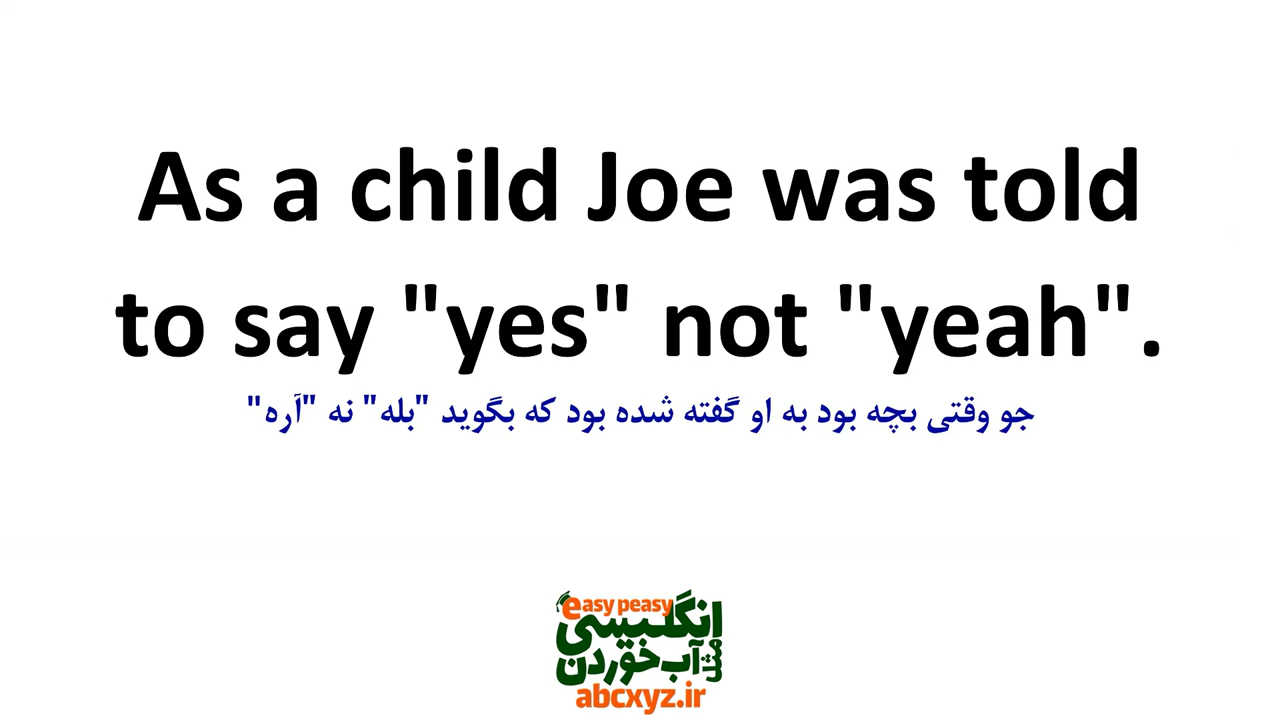 As a child Joe was told
to say "yes" not "yeah".
جو وقتی بچه بود به او گفته شده بود که بگوید "بله" نه "آره"
easy peasy
انگلیسی
مثل آب خوردن
abcxyz.ir